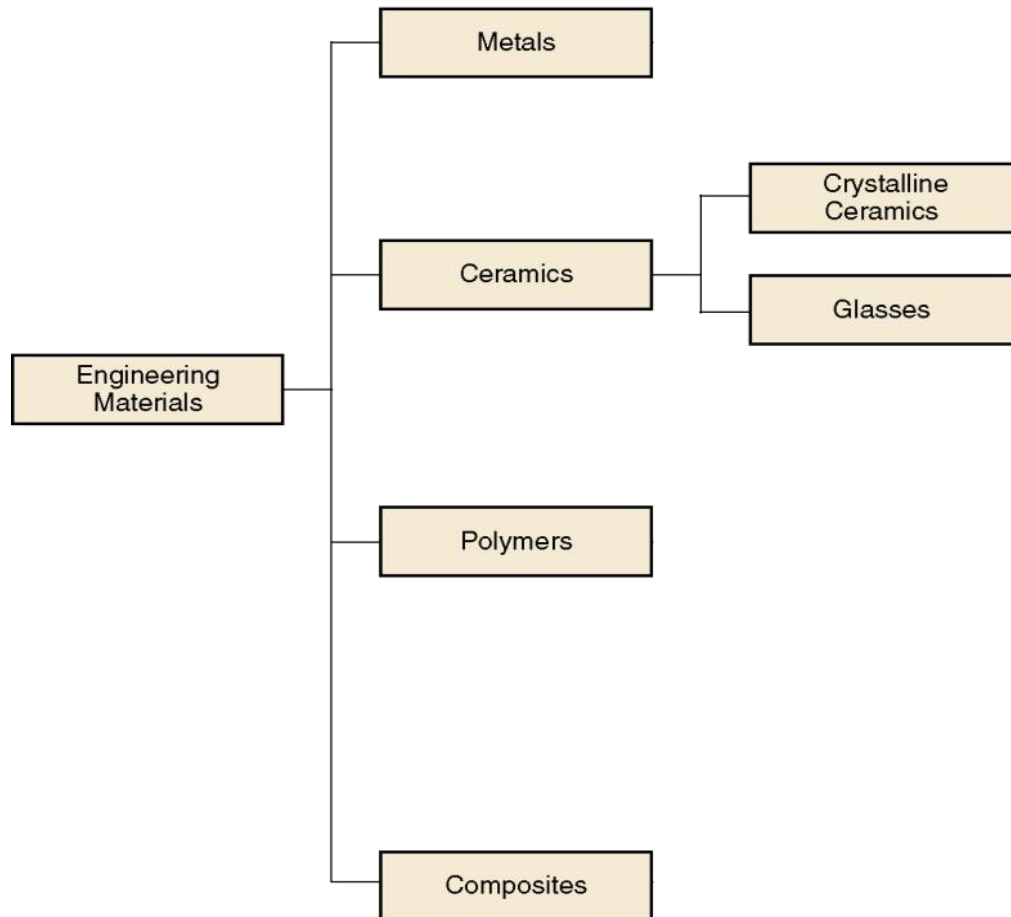 Metals
Crystalline
Ceramics
Ceramics
Glasses
Engineering
Materials
Polymers
Composites